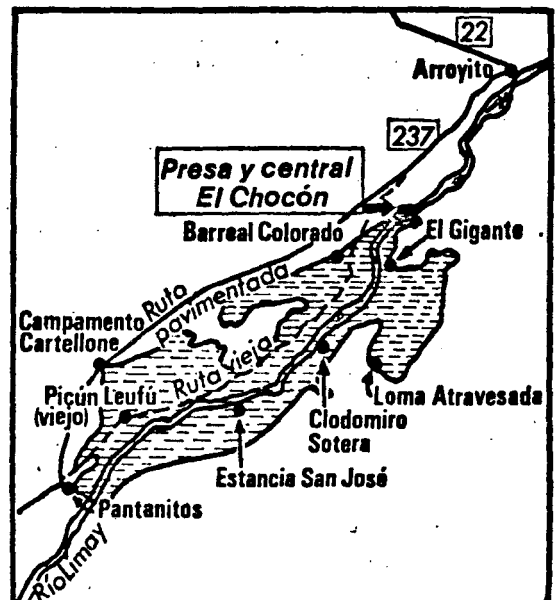 22
Arroyito
237
Presa y central
El Chocón
Barreal Colorado
El Gigante
Ruta
pavimentada
Campamento
Cartellone
Ruta vieja
Picún Leufú
(viejo)
Loma Atravesada
Clodomiro
Sotera
Estancia San José
Pantanitos
Río Limay